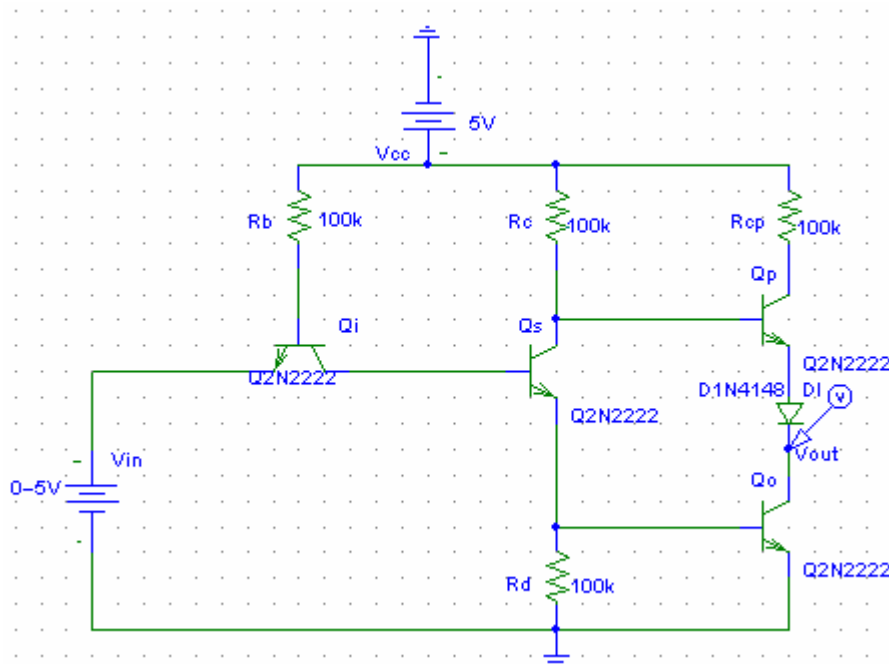 5V
Vcc
Rb
100k
Rc
100k
Rcp
100k
Qp
Qi
Qs
Q2N2222
Q2N2222
D1N4148
DI
V
Q2N2222
Vout
Vin
0-5V
Qo
Rd
100k
Q2N2222